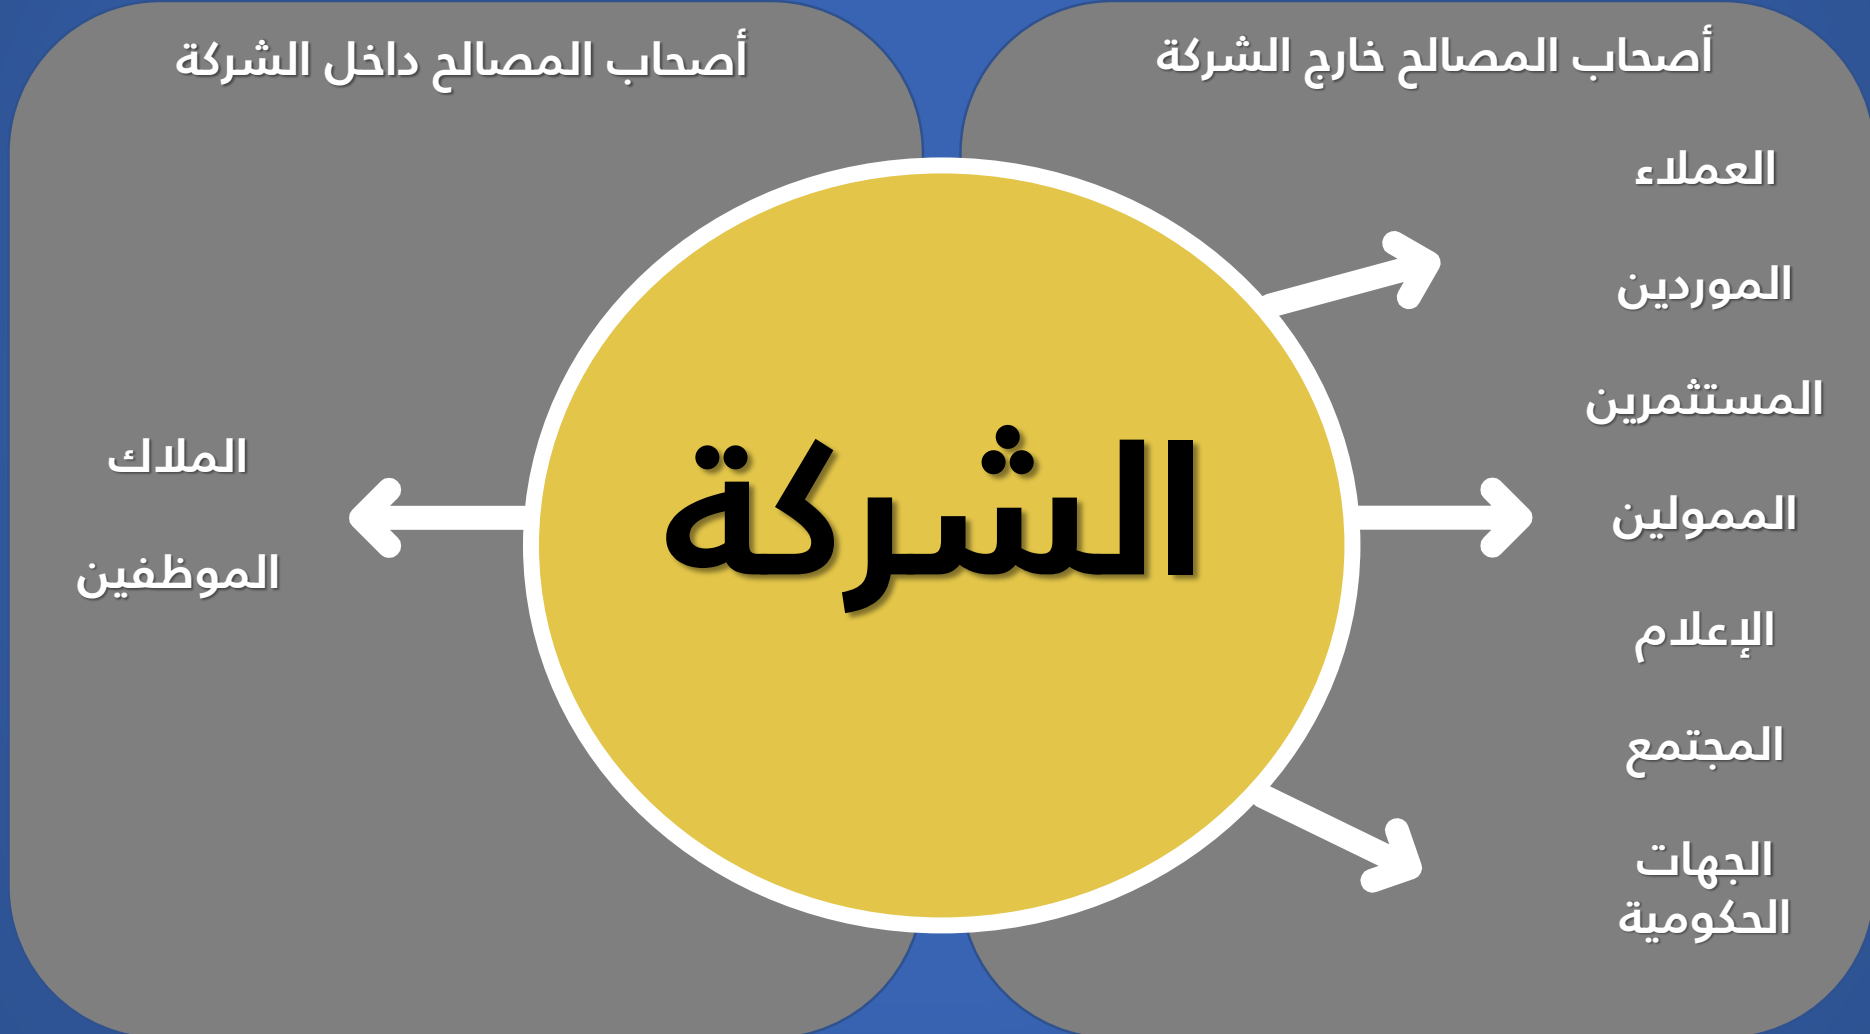 أصحاب المصالح خارج الشركة
العملاء
الموردين
المستثمرين
الممولين
الإعلام
المجتمع
الجهات
الحكومية
الشركة
أصحاب المصالح داخل الشركة
الملاك
الموظفين